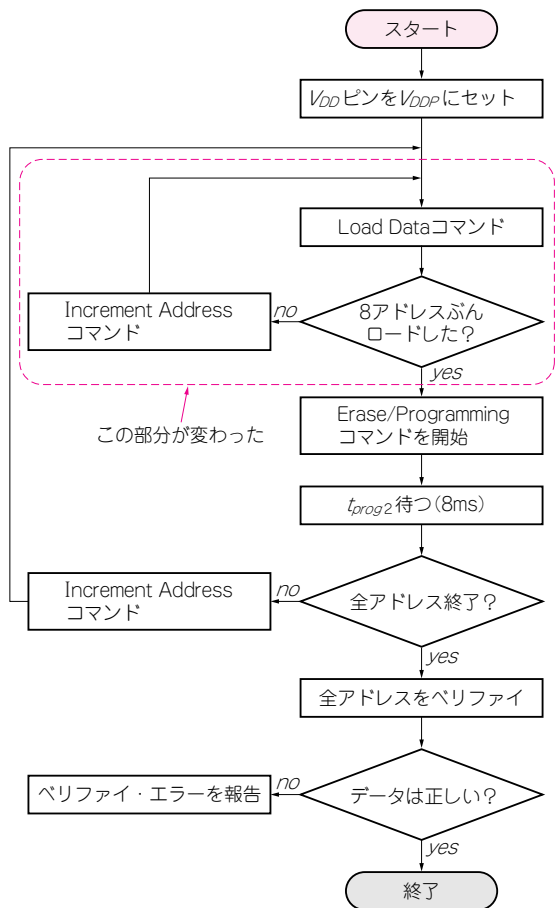 スタート
VDDピンをVDDPにセット
Load Dataコマンド
8アドレスぶん
ロードした？
no
Increment Address
コマンド
yes
この部分が変わった
Erase/Programming
コマンドを開始
tprog2待つ(8ms)
全アドレス終了？
no
Increment Address
コマンド
yes
全アドレスをベリファイ
データは正しい？
no
ベリファイ・エラーを報告
yes
終了